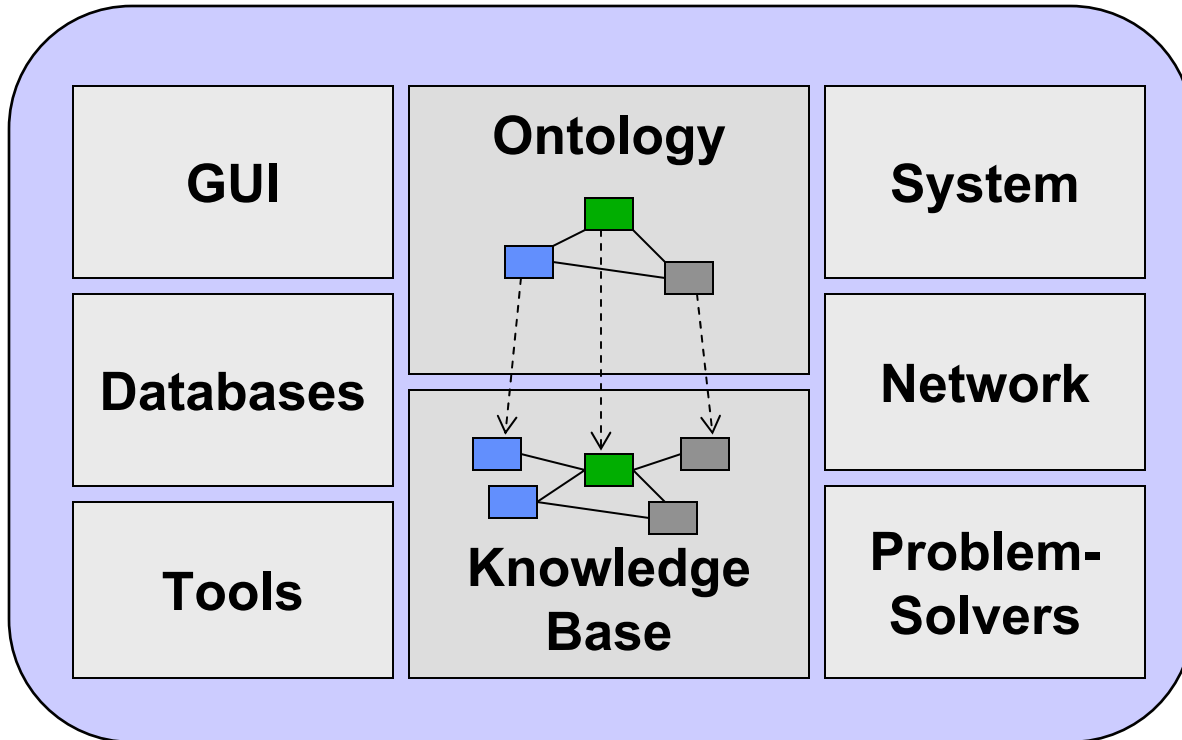 GUI
Databases
Tools
Ontology
Knowledge
Base
System
Network
Problem-
Solvers